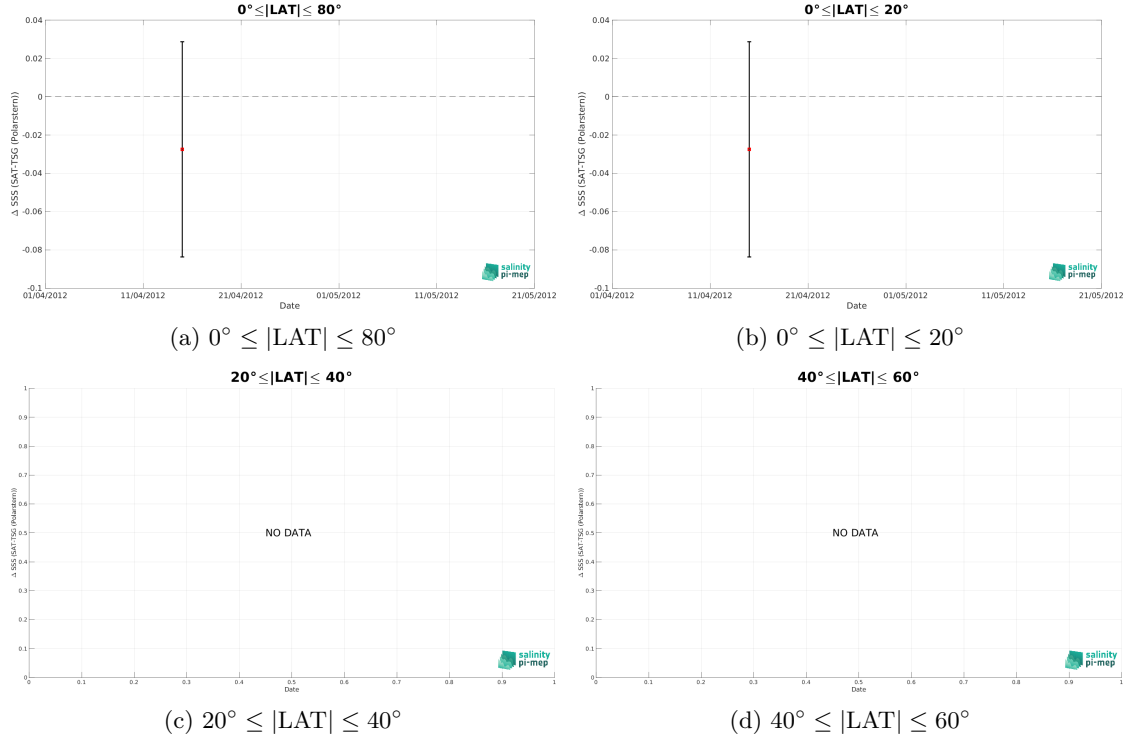 0°≤|LAT|≤ 80°
0.04
0.02
0
-0.02
-0.04
-0.06
-0.08
-0.1
Δ SSS (SAT-TSG (Polarstern))
01/04/2012 11/04/2012 21/04/2012 01/05/2012 11/05/2012 21/05/2012
Date
salinity
pi-mep
(a) 0° ≤ |LAT| ≤ 80°
0°≤|LAT|≤ 20°
0.04
0.02
0
-0.02
-0.04
-0.06
-0.08
-0.1
Δ SSS (SAT-TSG (Polarstern))
01/04/2012 11/04/2012 21/04/2012 01/05/2012 11/05/2012 21/05/2012
Date
salinity
pi-mep
(b) 0° ≤ |LAT| ≤ 20°
20°≤|LAT|≤ 40°
1
0.9
0.8
0.7
0.6
0.5
0.4
0.3
0.2
0.1
0
Δ SSS (SAT-TSG (Polarstern))
NO DATA
0 0.1 0.2 0.3 0.4 0.5 0.6 0.7 0.8 0.9 1
Date
salinity
pi-mep
(c) 20° ≤ |LAT| ≤ 40°
40°≤|LAT|≤ 60°
1
0.9
0.8
0.7
0.6
0.5
0.4
0.3
0.2
0.1
0
Δ SSS (SAT-TSG (Polarstern))
NO DATA
0 0.1 0.2 0.3 0.4 0.5 0.6 0.7 0.8 0.9 1
Date
salinity
pi-mep
(d) 40° ≤ |LAT| ≤ 60°